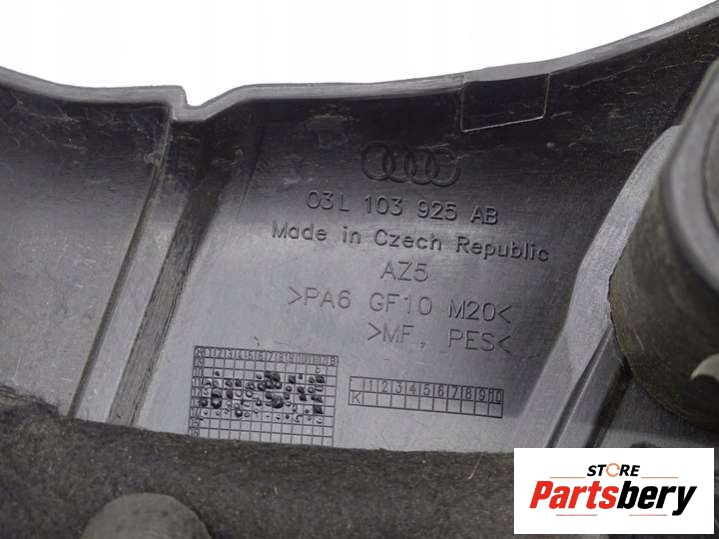 03L 103 925 AB
Made in Czech Republic
AZ5
>PA6 GF10 M20<
>MF, PES<
1 2 3 4 5 6 7 8 9 10
K
STORE
Partsbery